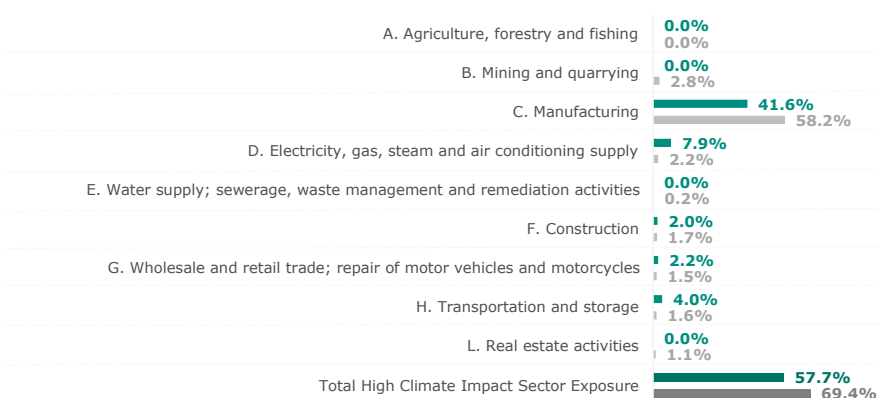 A. Agriculture, forestry and fishing
0.0%
0.0%
B. Mining and quarrying
0.0%
2.8%
C. Manufacturing
41.6%
58.2%
D. Electricity, gas, steam and air conditioning supply
7.9%
2.2%
E. Water supply; sewerage, waste management and remediation activities
0.0%
0.2%
F. Construction
2.0%
1.7%
G. Wholesale and retail trade; repair of motor vehicles and motorcycles
2.2%
1.5%
H. Transportation and storage
4.0%
1.6%
L. Real estate activities
0.0%
1.1%
Total High Climate Impact Sector Exposure
57.7%
69.4%